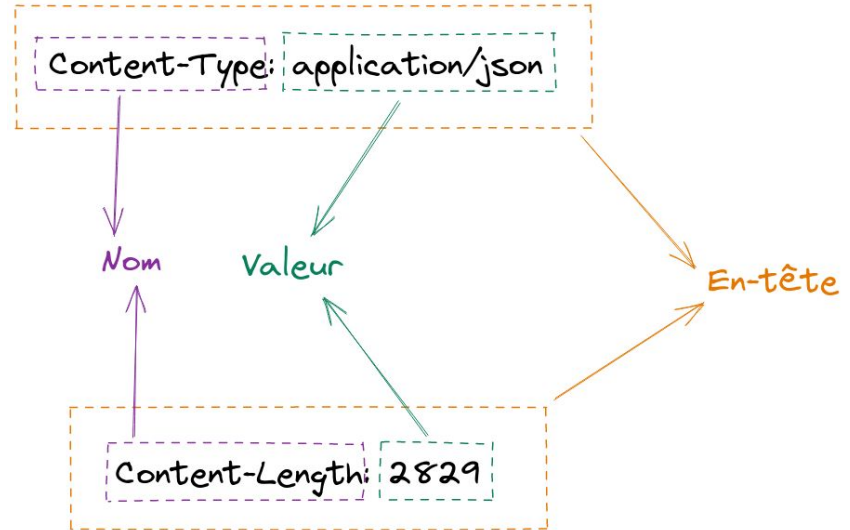 Content-Type: application/json
Nom
Valeur
En-tête
Content-Length: 2829